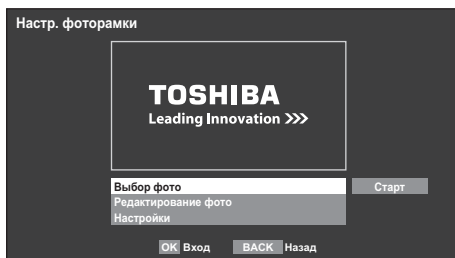 Настр. фоторамки
TOSHIBA
Leading Innovation >>>
Выбор фото Старт
Редактирование фото
Настройки
OK Вход BACK Назад